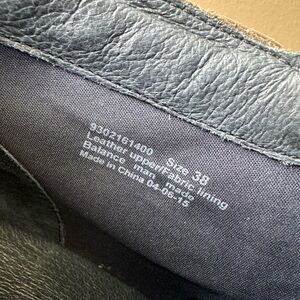 9302161400 Size 38
Leather upper/Fabric lining
Balance man made
Made in China 04-06-15